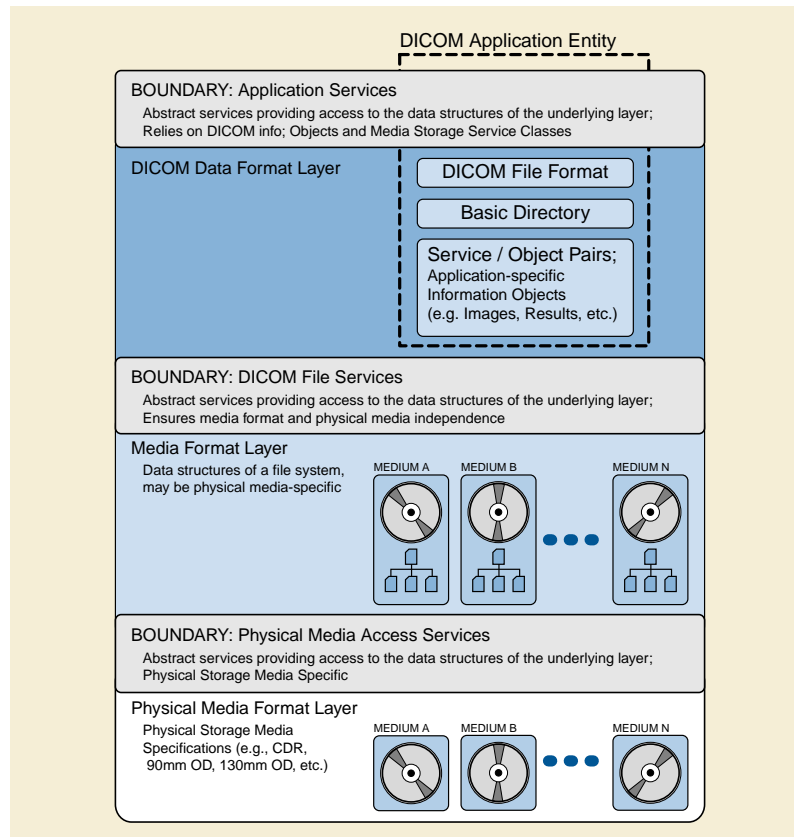 DICOM Application Entity
BOUNDARY: Application Services
Abstract services providing access to the data structures of the underlying layer;
Relies on DICOM info; Objects and Media Storage Service Classes
DICOM Data Format Layer
DICOM File Format
Basic Directory
Service / Object Pairs;
Application-specific
Information Objects
(e.g. Images, Results, etc.)
BOUNDARY: DICOM File Services
Abstract services providing access to the data structures of the underlying layer;
Ensures media format and physical media independence
Media Format Layer
Data structures of a file system,
may be physical media-specific
MEDIUM A
MEDIUM B
MEDIUM N
BOUNDARY: Physical Media Access Services
Abstract services providing access to the data structures of the underlying layer;
Physical Storage Media Specific
Physical Media Format Layer
Physical Storage Media
Specifications (e.g., CDR,
90mm OD, 130mm OD, etc.)
MEDIUM A
MEDIUM B
MEDIUM N